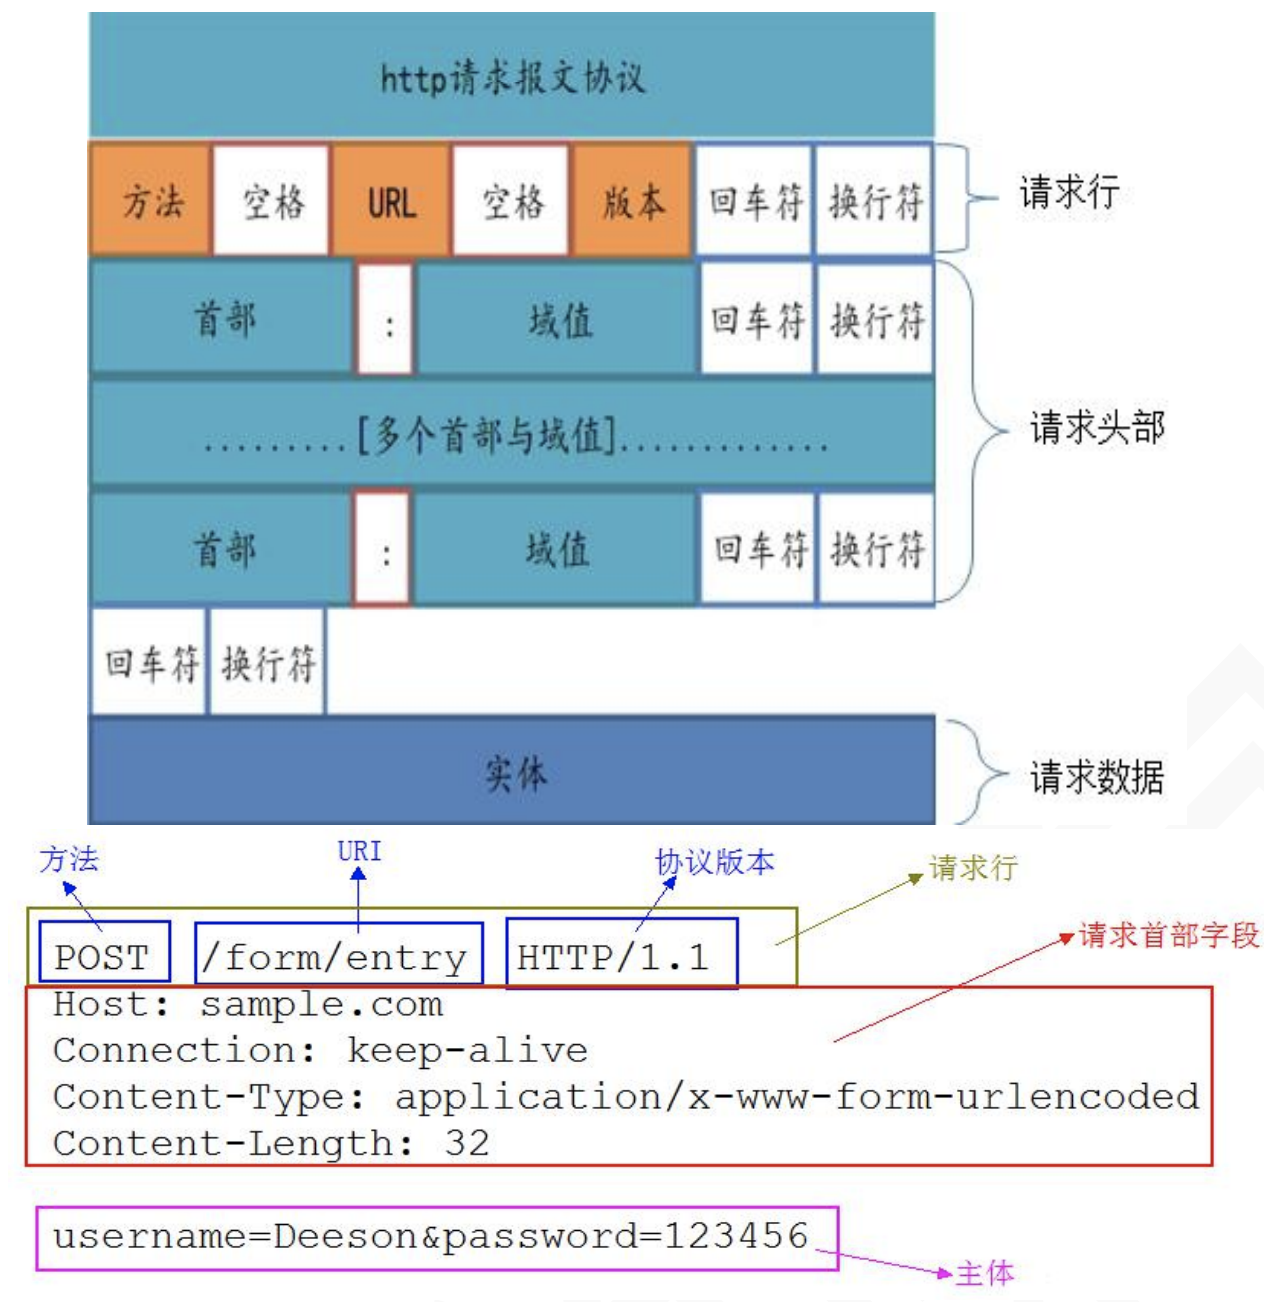 http请求报文协议
方法 空格 URL 空格 版本 回车符 换行符 请求行
首部 : 域值 回车符 换行符
.........[多个首部与域值]............. 请求头部
首部 : 域值 回车符 换行符
回车符 换行符
实体 请求数据
方法 URI 协议版本 请求行
请求首部字段
POST /form/entry HTTP/1.1
Host: sample.com
Connection: keep-alive
Content-Type: application/x-www-form-urlencoded
Content-Length: 32
username=Deeson&password=123456
主体